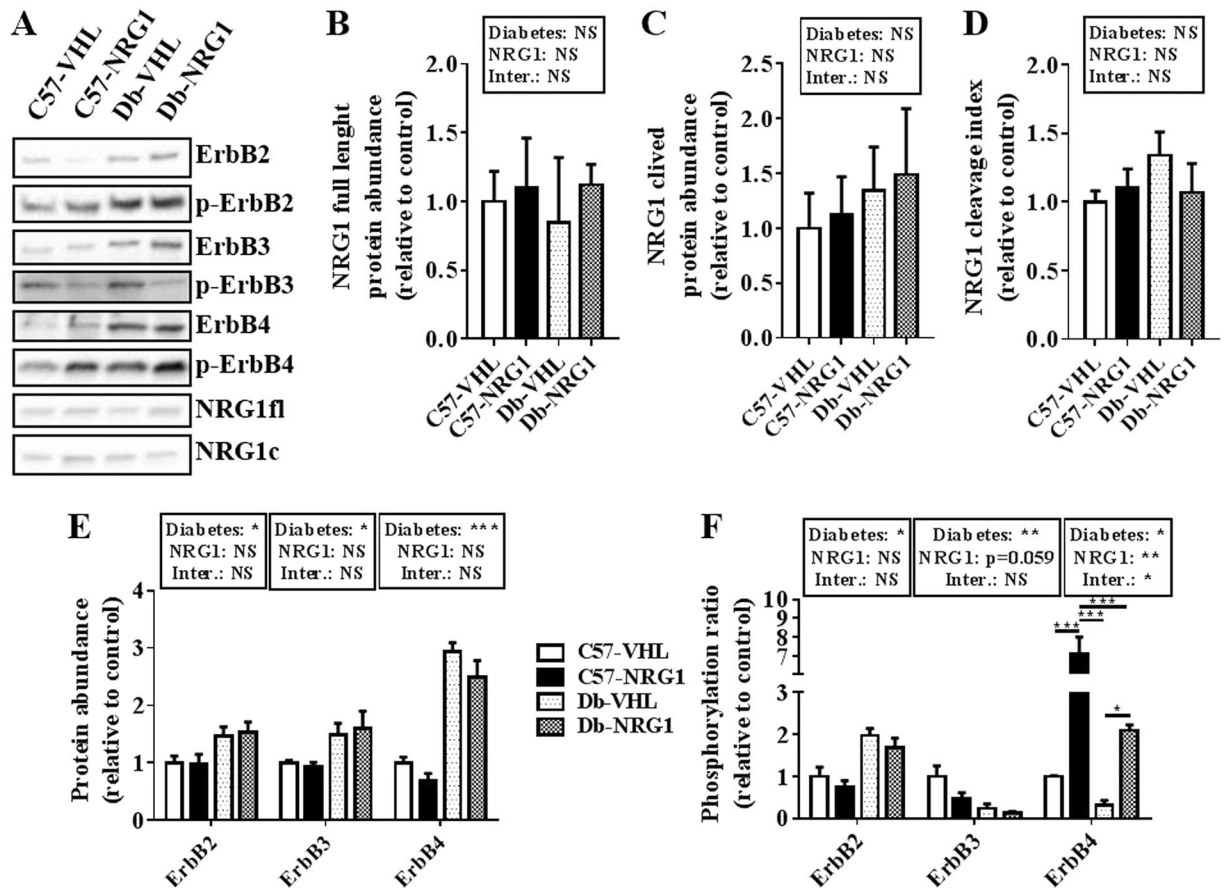 A
C57-VHL
C57-NRG1
Db-VHL
Db-NRG1
ErbB2
p-ErbB2
ErbB3
p-ErbB3
ErbB4
p-ErbB4
NRG1fl
NRG1c
B
Diabetes: NS
NRG1: NS
Inter.: NS
NRG1 full lenght
protein abundance
(relative to control)
2.0
1.5
1.0
0.5
0.0
C57-VHL
C57-NRG1
Db-VHL
Db-NRG1
C
Diabetes: NS
NRG1: NS
Inter.: NS
NRG1 clived
protein abundance
(relative to control)
2.5
2.0
1.5
1.0
0.5
0.0
C57-VHL
C57-NRG1
Db-VHL
Db-NRG1
D
Diabetes: NS
NRG1: NS
Inter.: NS
NRG1 cleavage index
(relative to control)
2.0
1.5
1.0
0.5
0.0
C57-VHL
C57-NRG1
Db-VHL
Db-NRG1
E
Diabetes: *
NRG1: NS
Inter.: NS
Diabetes: *
NRG1: NS
Inter.: NS
Diabetes: ***
NRG1: NS
Inter.: NS
Protein abundance
(relative to control)
4
3
2
1
0
ErbB2
ErbB3
ErbB4
C57-VHL
C57-NRG1
Db-VHL
Db-NRG1
F
Diabetes: *
NRG1: NS
Inter.: NS
Diabetes: **
NRG1: p=0.059
Inter.: NS
Diabetes: *
NRG1: **
Inter.: *
Phosphorylation ratio
(relative to control)
10
9
8
7
2
1
0
***
***
***
*
ErbB2
ErbB3
ErbB4